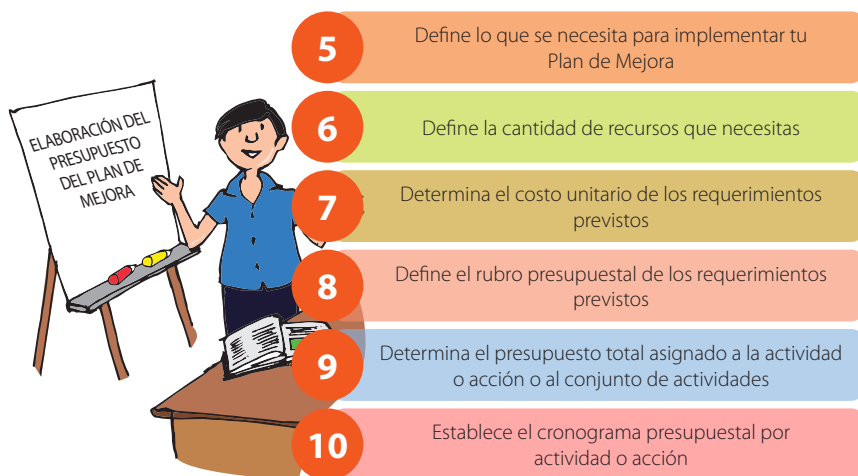 ELABORACIÓN DEL
PRESUPUESTO
DEL PLAN DE
MEJORA
5
Define lo que se necesita para implementar tu
Plan de Mejora
6
Define la cantidad de recursos que necesitas
7
Determina el costo unitario de los requerimientos
previstos
8
Define el rubro presupuestal de los requerimientos
previstos
9
Determina el presupuesto total asignado a la actividad
o acción o al conjunto de actividades
10
Establece el cronograma presupuestal por
actividad o acción